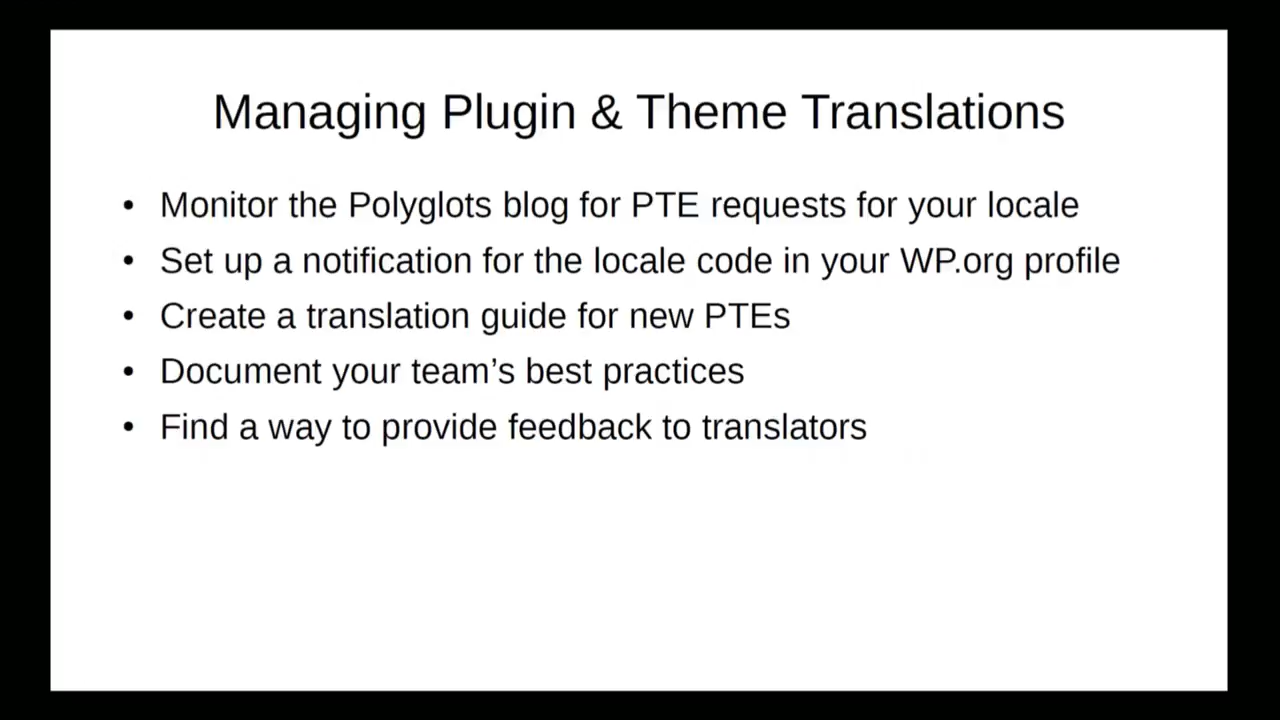 Managing Plugin & Theme Translations
• Monitor the Polyglots blog for PTE requests for your locale
• Set up a notification for the locale code in your WP.org profile
• Create a translation guide for new PTEs
• Document your team’s best practices
• Find a way to provide feedback to translators